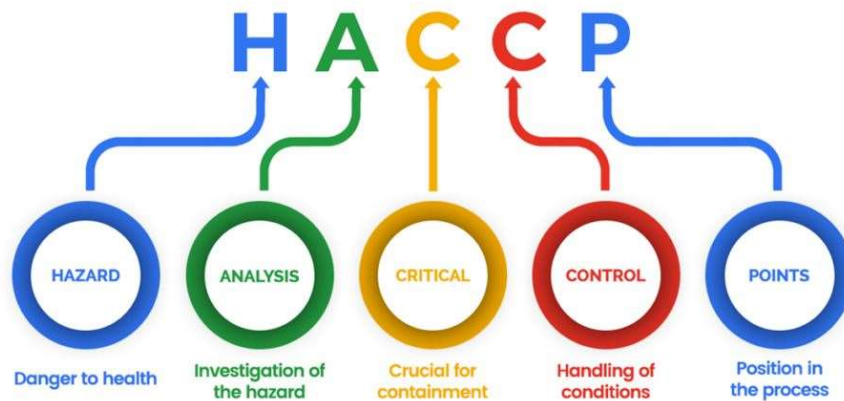 HACCP
HAZARD
ANALYSIS
CRITICAL
CONTROL
POINTS
Danger to health
Investigation of
the hazard
Crucial for
containment
Handling of
conditions
Position in
the process